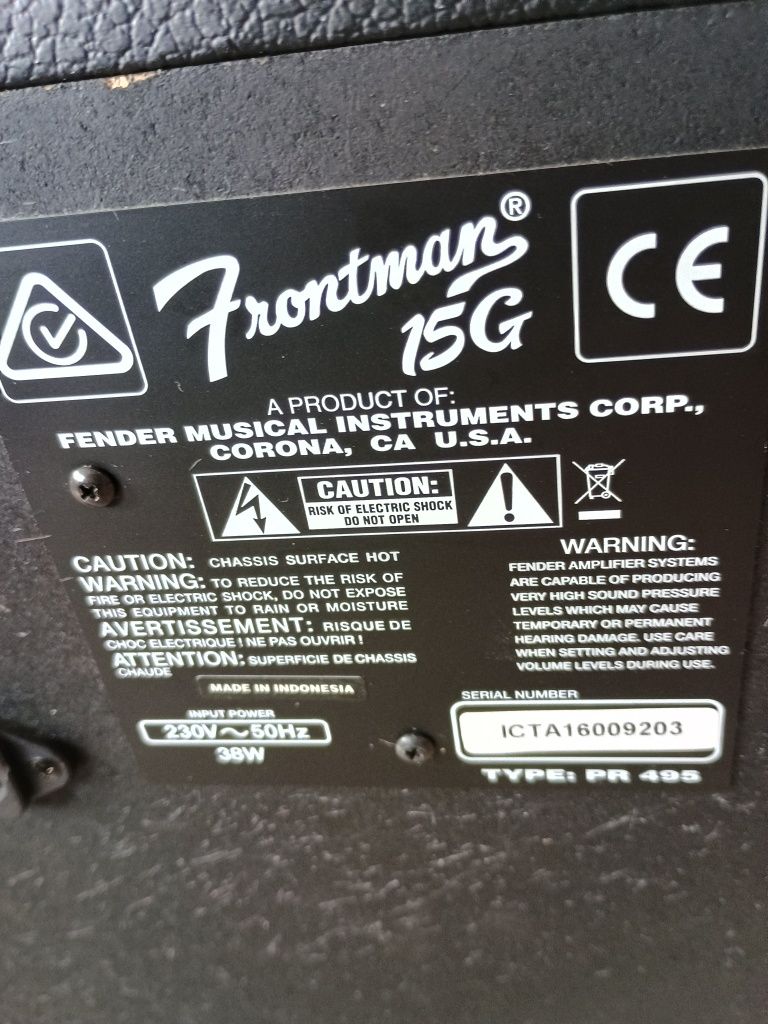 Frontman®
15G
CE
A PRODUCT OF:
FENDER MUSICAL INSTRUMENTS CORP.,
CORONA, CA U.S.A.
CAUTION:
RISK OF ELECTRIC SHOCK
DO NOT OPEN
CAUTION: CHASSIS SURFACE HOT
WARNING: TO REDUCE THE RISK OF
FIRE OR ELECTRIC SHOCK, DO NOT EXPOSE
THIS EQUIPMENT TO RAIN OR MOISTURE
AVERTISSEMENT: RISQUE DE
CHOC ELECTRIQUE ! NE PAS OUVRIR !
ATTENTION: SUPERFICIE DE CHASSIS
CHAUDE
WARNING:
FENDER AMPLIFIER SYSTEMS
ARE CAPABLE OF PRODUCING
VERY HIGH SOUND PRESSURE
LEVELS WHICH MAY CAUSE
TEMPORARY OR PERMANENT
HEARING DAMAGE. USE CARE
WHEN SETTING AND ADJUSTING
VOLUME LEVELS DURING USE.
MADE IN INDONESIA
INPUT POWER
230V~50Hz
38W
SERIAL NUMBER
ICTA16009203
TYPE: PR 495